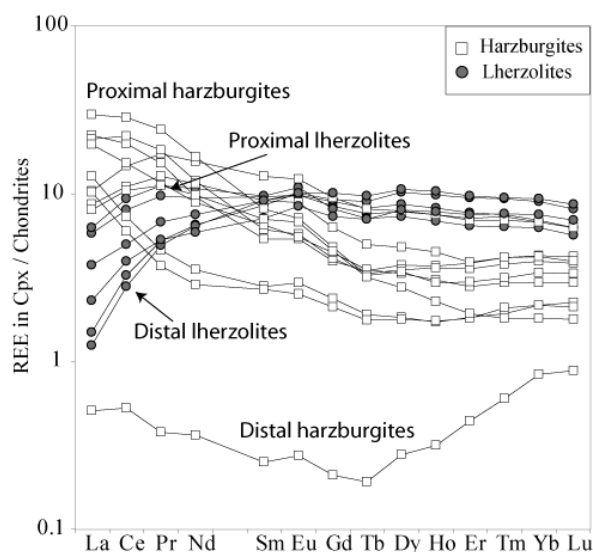 100
Harzburgites
Lherzolites
Proximal harzburgites
Proximal lherzolites
10
REE in Cpx / Chondrites
Distal lherzolites
1
Distal harzburgites
0.1
La Ce Pr Nd Sm Eu Gd Tb Dy Ho Er Tm Yb Lu